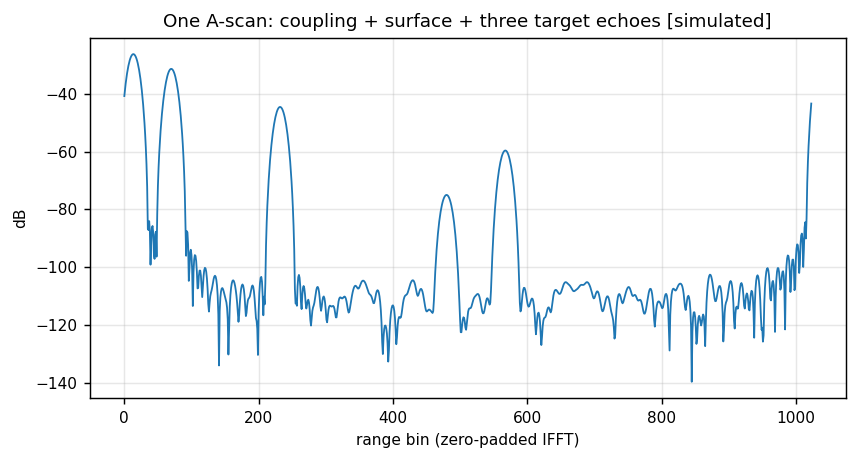 One A-scan: coupling + surface + three target echoes [simulated]
dB
−40
−60
−80
−100
−120
−140
0 200 400 600 800 1000
range bin (zero-padded IFFT)